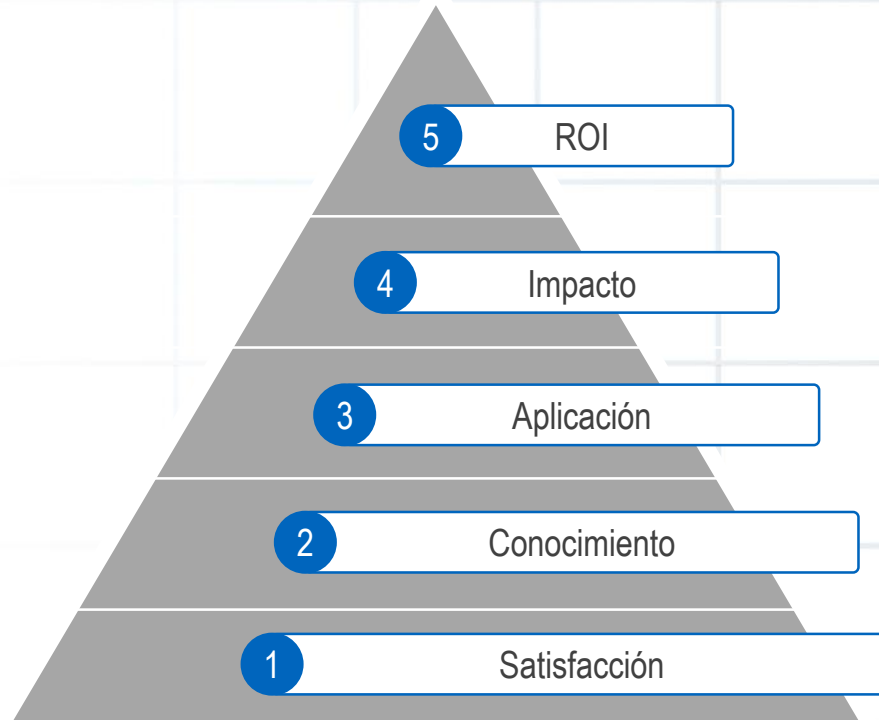 5 ROI
4 Impacto
3 Aplicación
2 Conocimiento
1 Satisfacción